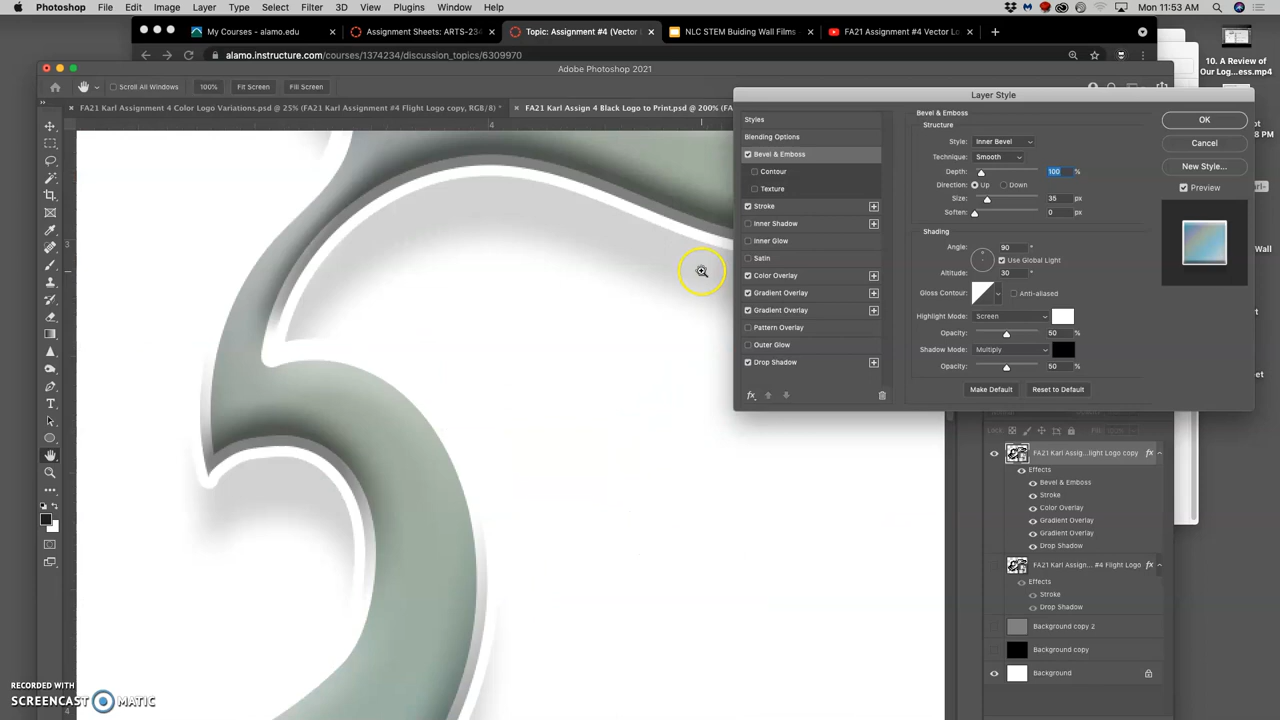 Photoshop File Edit Image Layer Type Select Filter 3D View Plugins Window Help Wed 11:53 AM
My Courses - alamo.edu Assignment Sheets: ARTS-234 Topic: Assignment #4 (Vector L NLC STEM Buiding Wall Films FA21 Assignment #4 Vector Lo
alamo.instructure.com/courses/1374234/discussion_topics/6309970
Adobe Photoshop 2021
10. A Review of
Our Log...ess.mp4
Scroll All Windows 100% Fit Screen Fill Screen
FA21 Karl Assignment 4 Color Logo Variations.psd @ 25% (FA21 Karl Assignment #4 Flight Logo copy, RGB/8) *
FA21 Karl Assign 4 Black Logo to Print.psd @ 200% (FA
Layer Style
Styles
Blending Options
Bevel & Emboss
Contour
Texture
Stroke
Inner Shadow
Inner Glow
Satin
Color Overlay
Gradient Overlay
Gradient Overlay
Pattern Overlay
Outer Glow
Drop Shadow
fx
Bevel & Emboss
Structure
Style: Inner Bevel
Technique: Smooth
Depth: 100 %
Direction: Up Down
Size: 35 px
Soften: 0 px
Shading
Angle: 90 °
Use Global Light
Altitude: 30 °
Gloss Contour: Anti-aliased
Highlight Mode: Screen
Opacity: 50 %
Shadow Mode: Multiply
Opacity: 50 %
Make Default Reset to Default
OK
Cancel
New Style...
Preview
Lock: Fill:
FA21 Karl Assig...light Logo copy fx
Effects
Bevel & Emboss
Stroke
Color Overlay
Gradient Overlay
Gradient Overlay
Drop Shadow
FA21 Karl Assign... #4 Flight Logo fx
Effects
Stroke
Drop Shadow
Background copy 2
Background copy
Background
4
3
4
RECORDED WITH
SCREENCAST MATIC